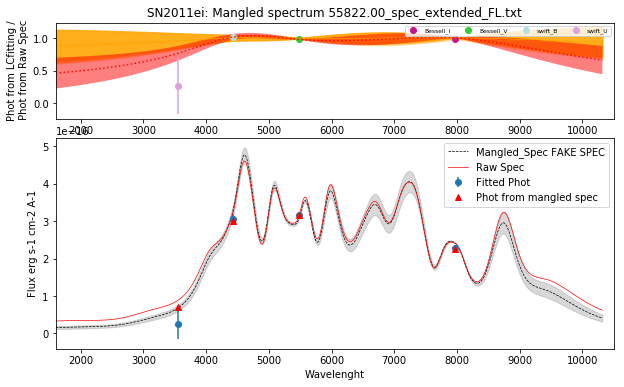 SN2011ei: Mangled spectrum 55822.00_spec_extended_FL.txt
Phot from LCfitting /
Phot from Raw Spec
1.0
0.5
0.0
Bessell_I
Bessell_V
swift_B
swift_U
2000 3000 4000 5000 6000 7000 8000 9000 10000
1e-16
Flux erg s-1 cm-2 A-1
5
4
3
2
1
0
Mangled_Spec FAKE SPEC
Raw Spec
Fitted Phot
Phot from mangled spec
2000 3000 4000 5000 6000 7000 8000 9000 10000
Wavelenght